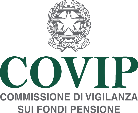 COVIP
COMMISSIONE DI VIGILANZA
SUI FONDI PENSIONE